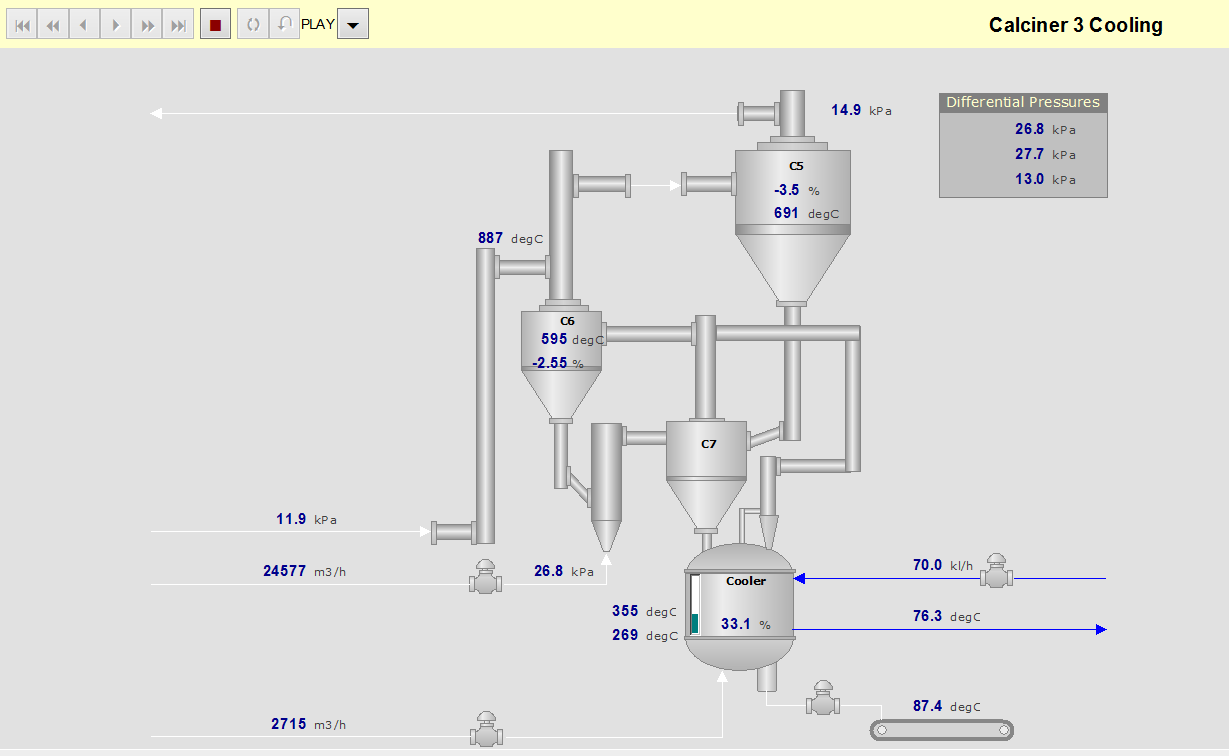 PLAY
Calciner 3 Cooling
14.9 kPa
Differential Pressures
26.8 kPa
27.7 kPa
13.0 kPa
C5
-3.5 %
691 degC
887 degC
C6
595 degC
-2.55 %
C7
11.9 kPa
24577 m3/h
26.8 kPa
70.0 kl/h
Cooler
355 degC
269 degC
33.1 %
76.3 degC
2715 m3/h
87.4 degC